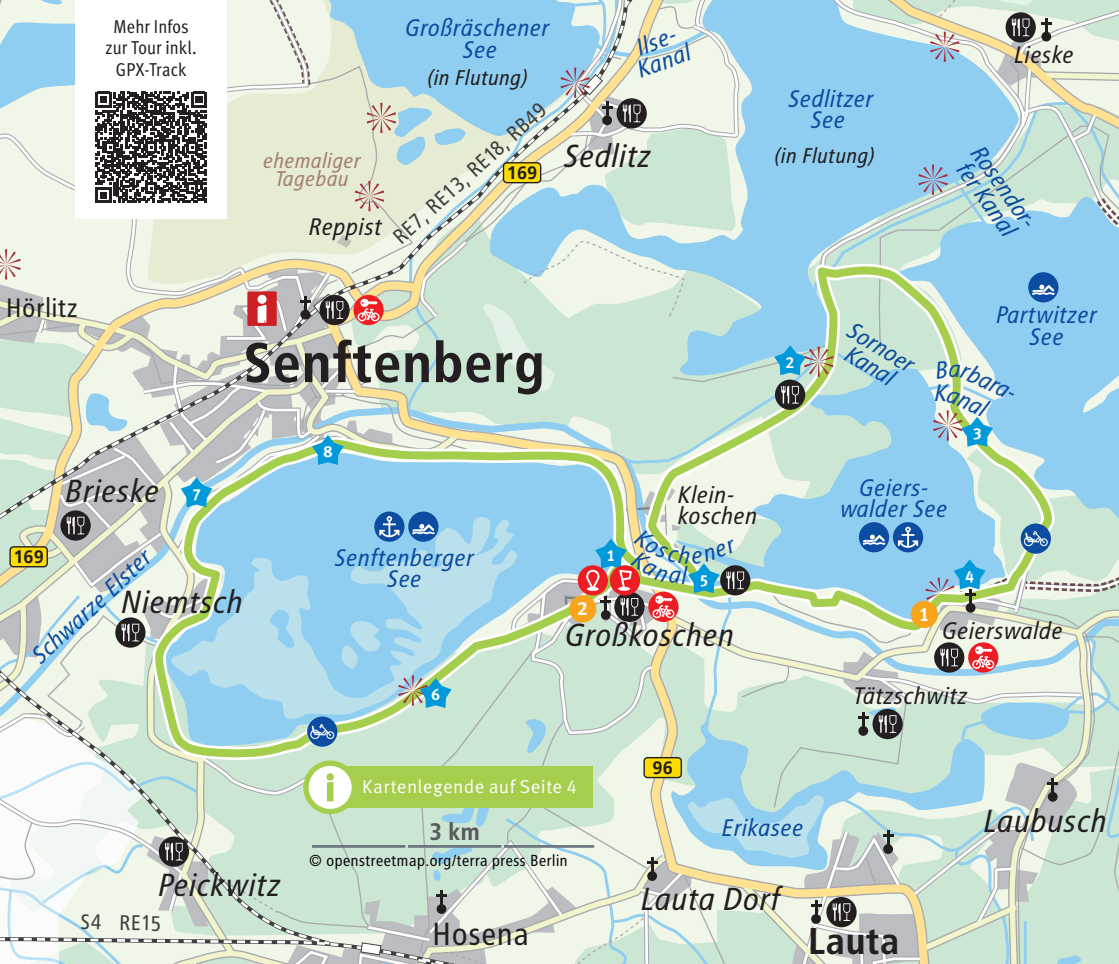 Mehr Infos
zur Tour inkl.
GPX-Track
Großräschener
See
(in Flutung)
Ilse-
Kanal
Lieske
Sedlitzer
See
(in Flutung)
Sedlitz
169
RE7, RE13, RE18, RB49
ehemaliger
Tagebau
Reppist
Rosendor-
fer Kanal
Hörlitz
i
Senftenberg
Partwitzer
See
2
Sornoer
Kanal
Barbara-
Kanal
3
8
7
Brieske
169
Klein-
koschen
Geiers-
walder See
Senftenberger
See
1
Koschener
Kanal
5
4
Schwarze Elster
Niemtsch
2
Großkoschen
1
Geierswalde
6
Tätzschwitz
96
i
Kartenlegende auf Seite 4
3 km
© openstreetmap.org/terra press Berlin
Erikasee
Laubusch
Peickwitz
Lauta Dorf
S4 RE15
Hosena
Lauta